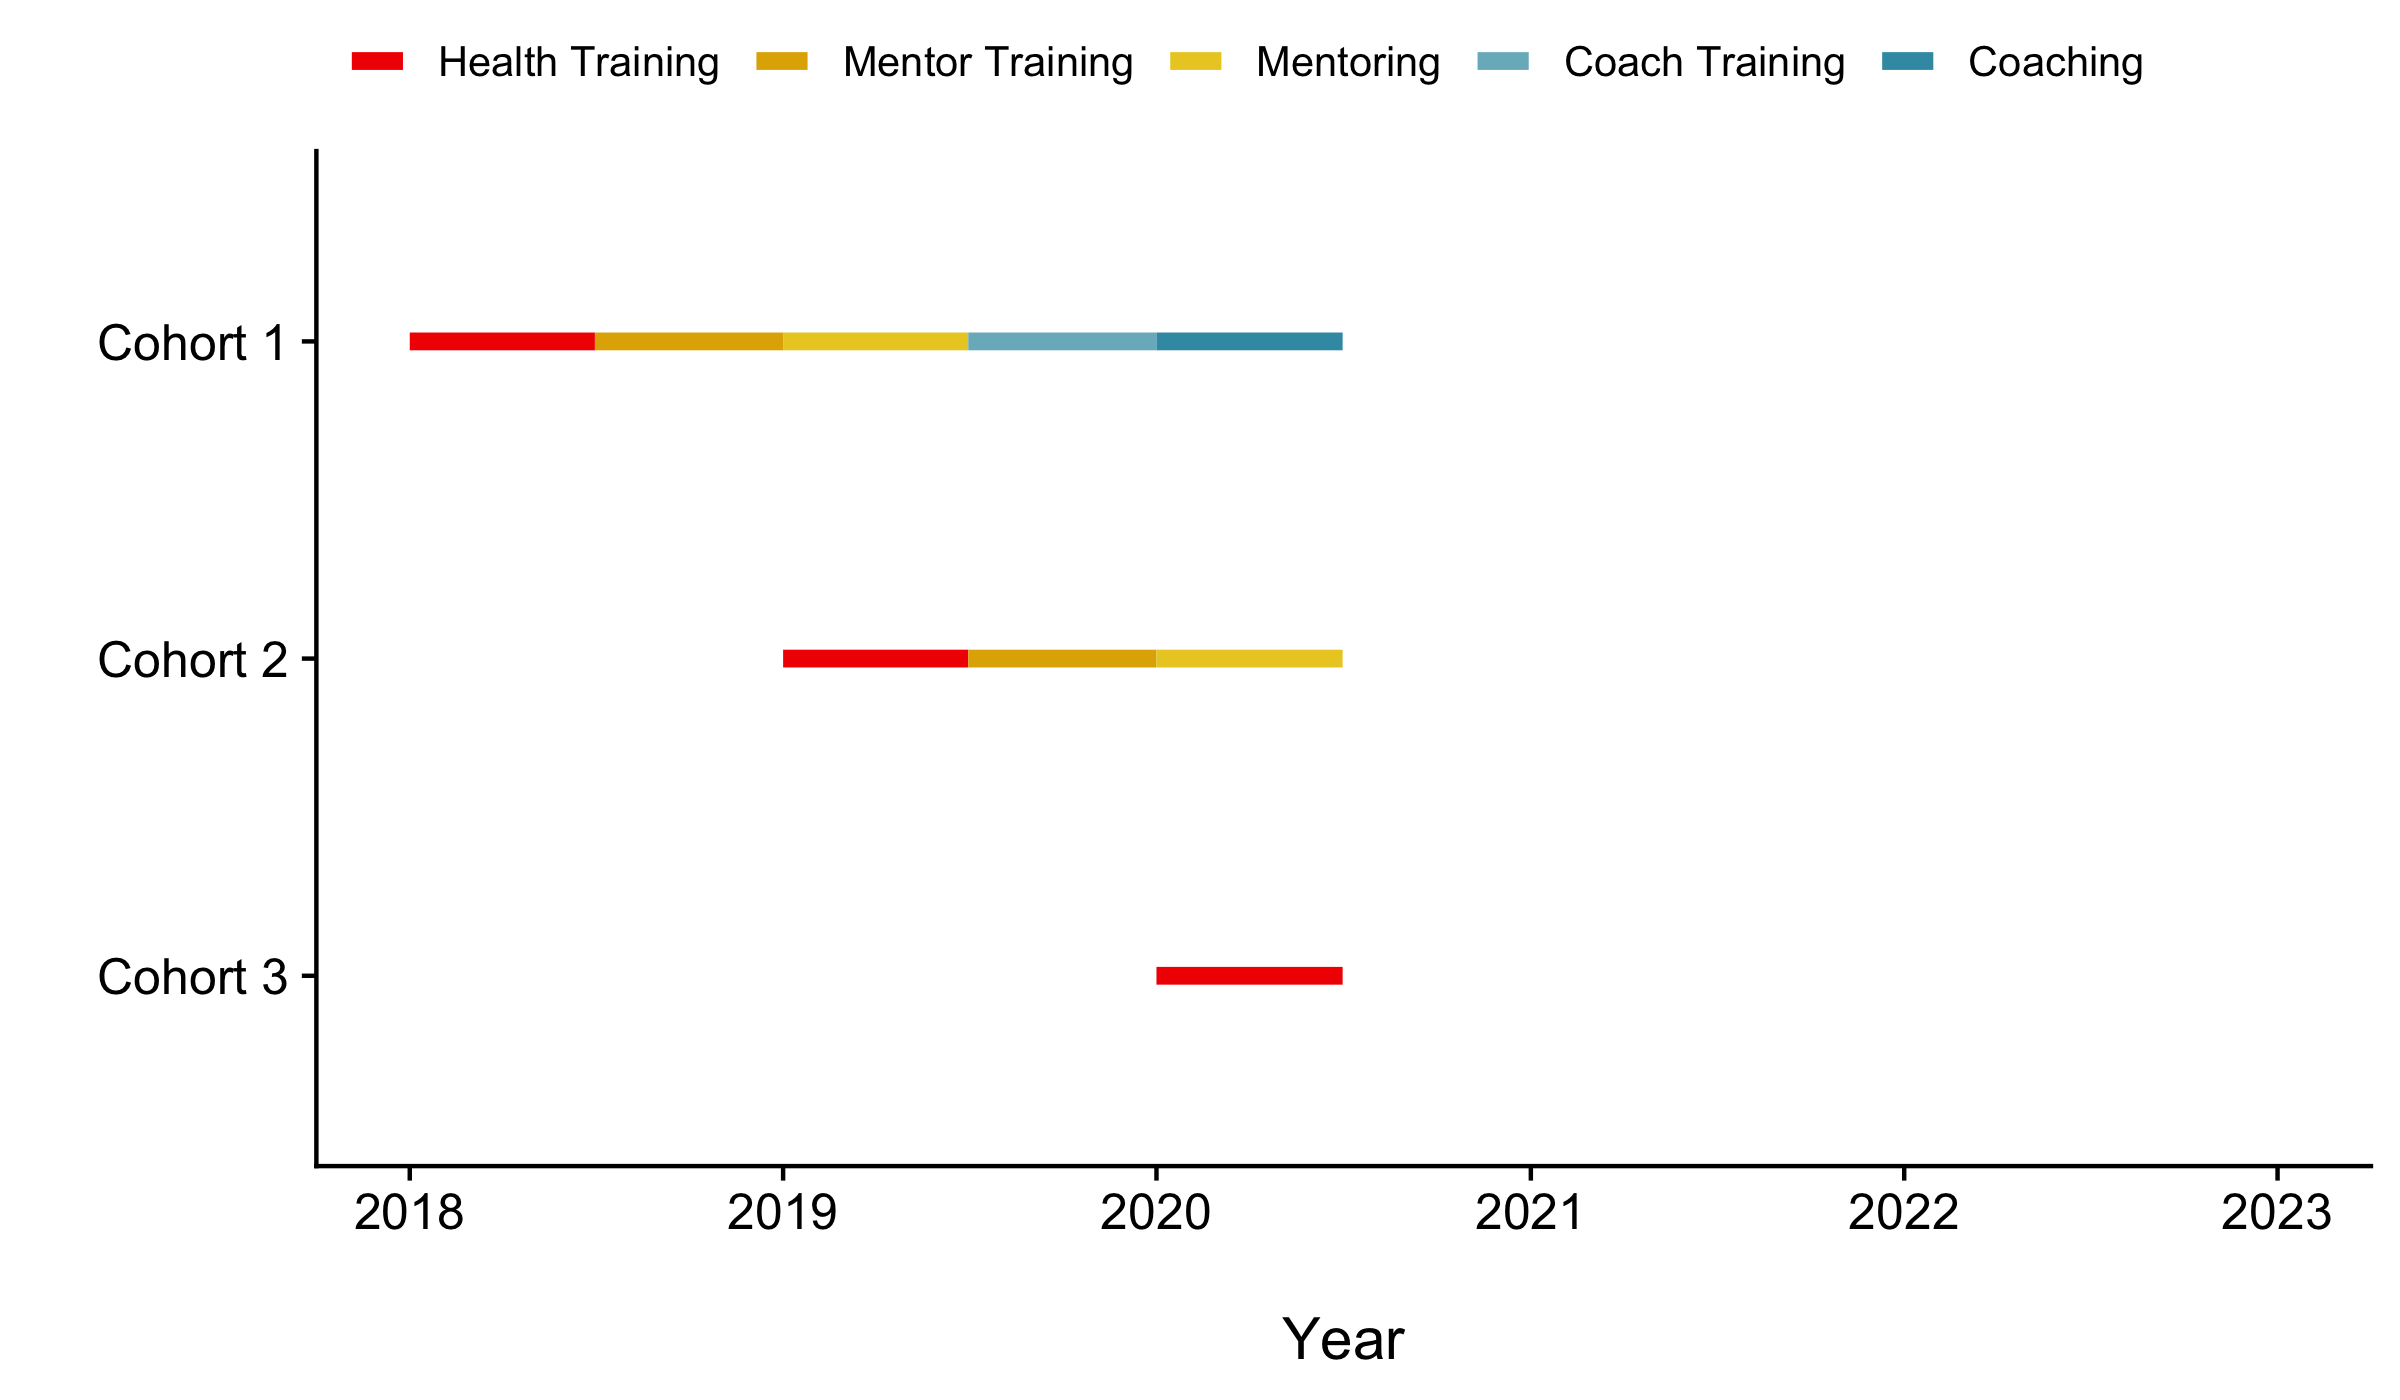 Health Training Mentor Training Mentoring Coach Training Coaching
Cohort 1
Cohort 2
Cohort 3
2018 2019 2020 2021 2022 2023
Year